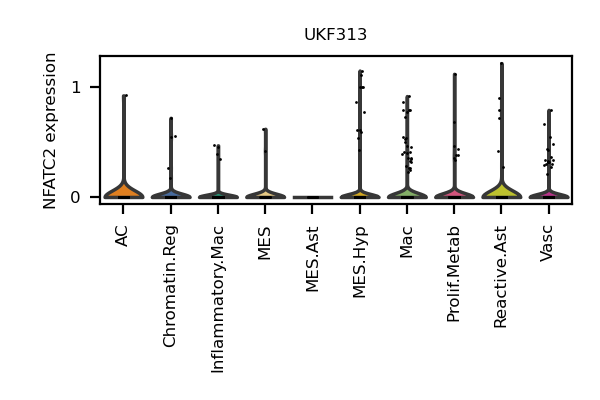 UKF313
NFATC2 expression
1
0
AC
Chromatin.Reg
Inflammatory.Mac
MES
MES.Ast
MES.Hyp
Mac
Prolif.Metab
Reactive.Ast
Vasc